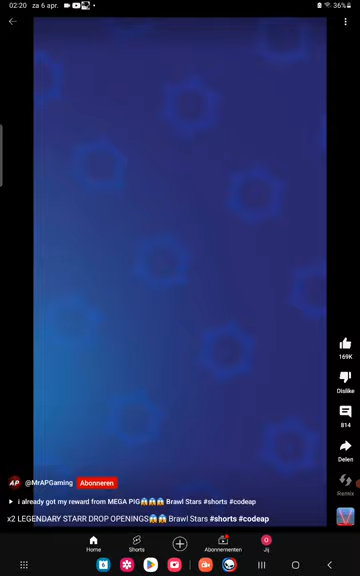 02:20 za 6 apr.
36%
169K
Dislike
814
Delen
Remix
AP @MrAPGaming Abonneren
i already got my reward from MEGA PIG😱😱😱 Brawl Stars #shorts #codeap
x2 LEGENDARY STARR DROP OPENINGS😱😱 Brawl Stars #shorts #codeap
Home Shorts Abonnementen Jij